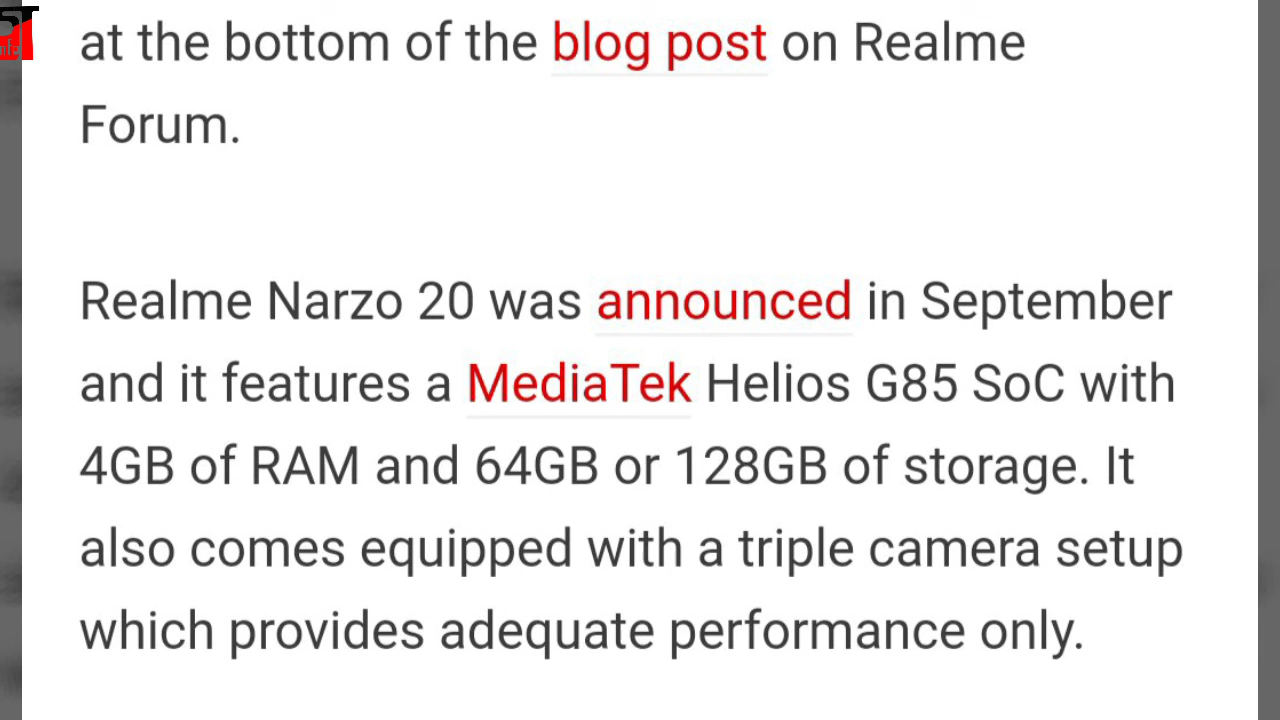 at the bottom of the blog post on Realme
Forum.
Realme Narzo 20 was announced in September
and it features a MediaTek Helios G85 SoC with
4GB of RAM and 64GB or 128GB of storage. It
also comes equipped with a triple camera setup
which provides adequate performance only.